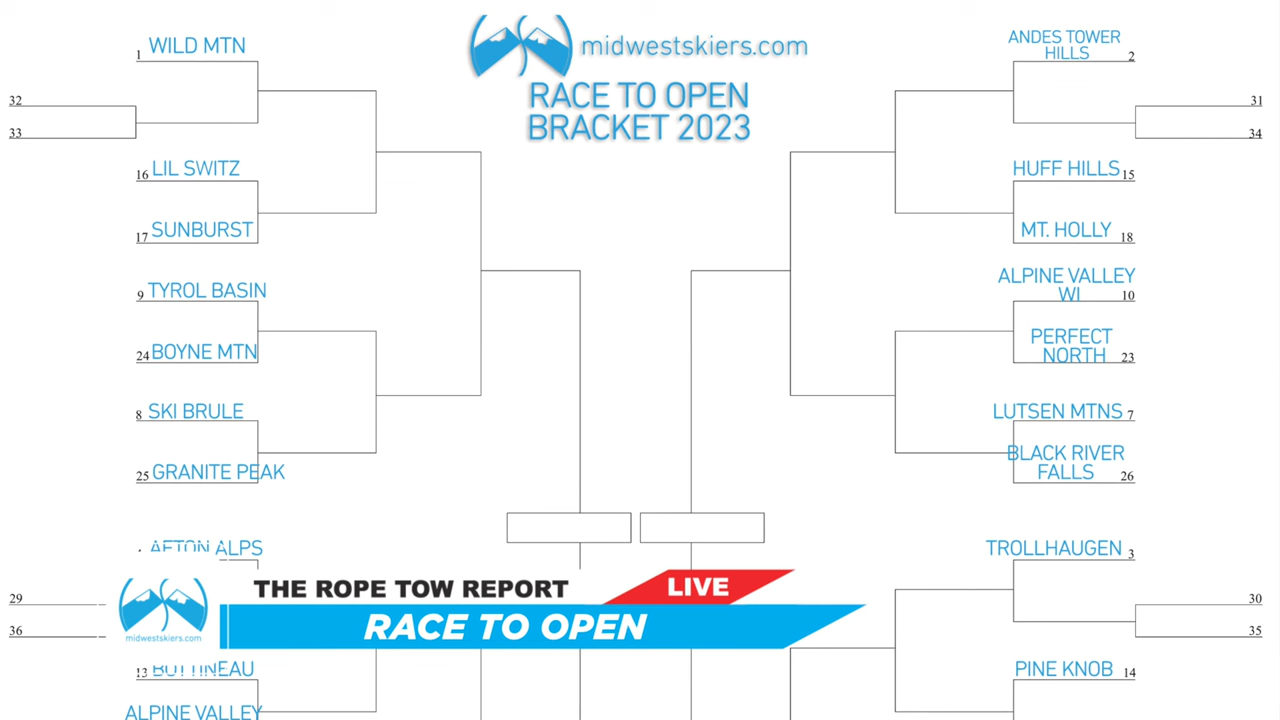 midwestskiers.com
RACE TO OPEN
BRACKET 2023
1 WILD MTN
32
33
16 LIL SWITZ
17 SUNBURST
9 TYROL BASIN
24 BOYNE MTN
8 SKI BRULE
25 GRANITE PEAK
AFTON ALPS
29
36
13 BOTTINEAU
ALPINE VALLEY
ANDES TOWER
HILLS 2
31
34
HUFF HILLS 15
MT. HOLLY 18
ALPINE VALLEY
WI 10
PERFECT
NORTH 23
LUTSEN MTNS 7
BLACK RIVER
FALLS 26
TROLLHAUGEN 3
30
35
PINE KNOB 14
THE ROPE TOW REPORT
LIVE
RACE TO OPEN
midwestskiers.com